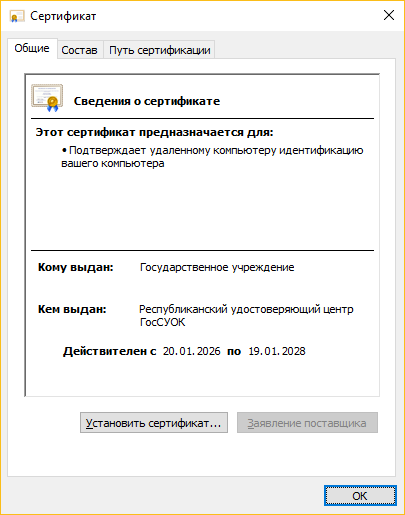 Сертификат
Общие Состав Путь сертификации
Сведения о сертификате
Этот сертификат предназначается для:
• Подтверждает удаленному компьютеру идентификацию
вашего компьютера
Кому выдан: Государственное учреждение
Кем выдан: Республиканский удостоверяющий центр
ГосСУОК
Действителен с 20.01.2026 по 19.01.2028
Установить сертификат... Заявление поставщика
ОК